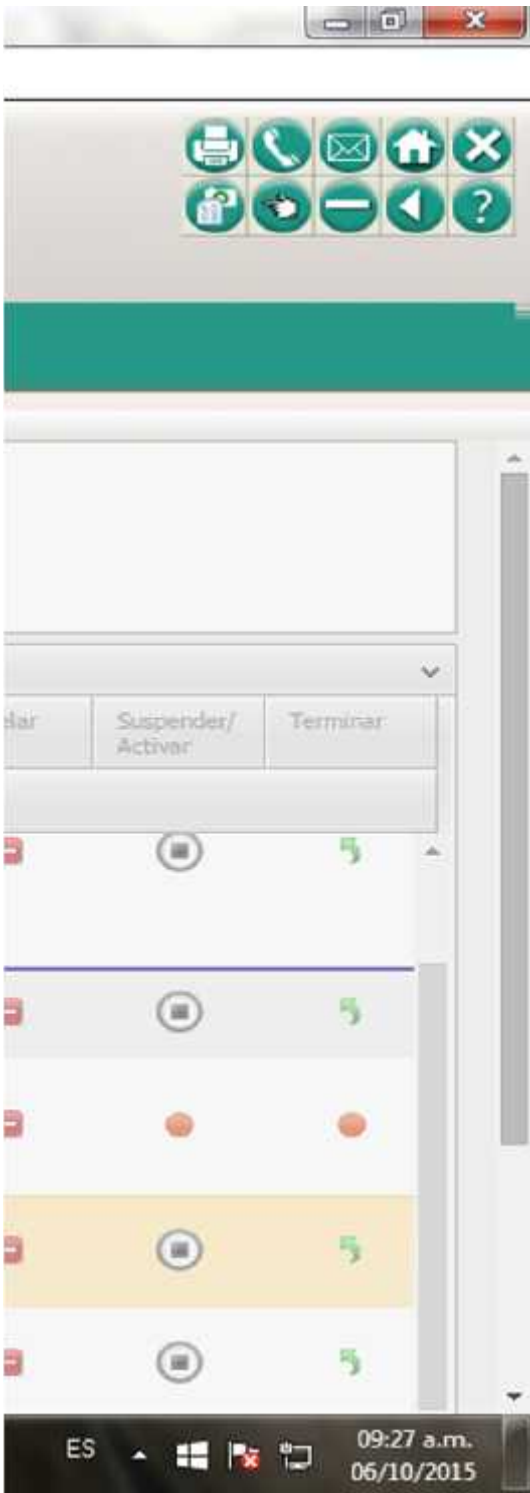 ?
elar
Suspender/
Activar
Terminar
ES
09:27 a.m.
06/10/2015